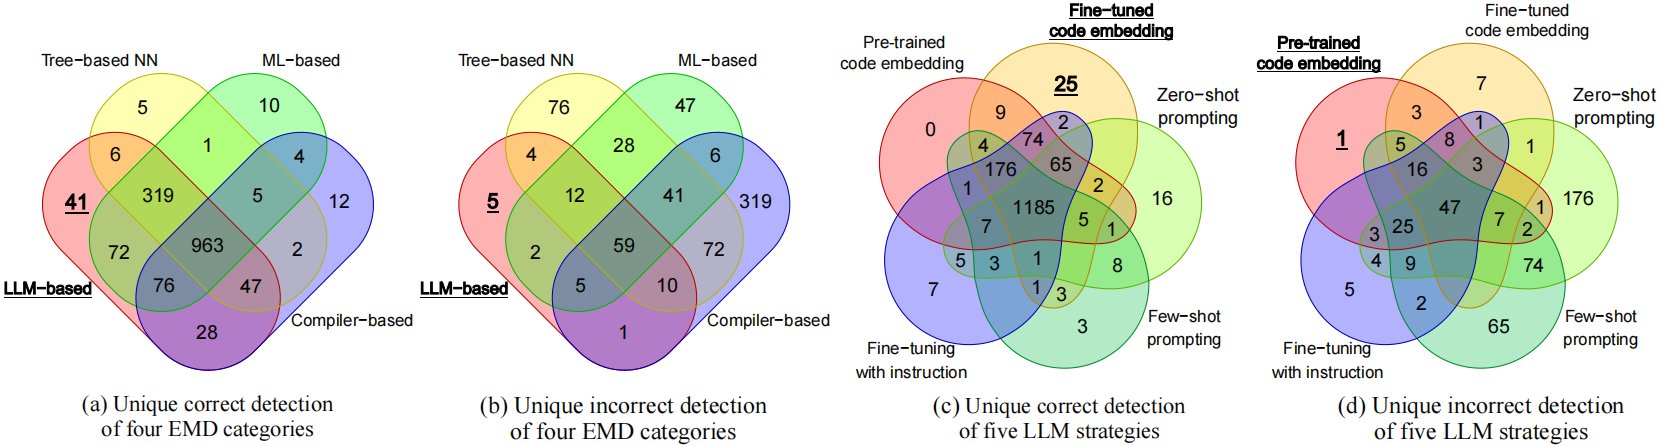 Tree−based NN
ML−based
5
10
6
1
4
41
319
5
12
72
963
2
LLM−based
76
47
Compiler−based
28
(a) Unique correct detection
of four EMD categories
Tree−based NN
ML−based
76
47
4
28
6
5
12
41
319
2
59
72
LLM−based
5
10
Compiler−based
1
(b) Unique incorrect detection
of four EMD categories
Fine−tuned
code embedding
Pre−trained
code embedding
25
Zero−shot
prompting
0
9
2
74
4
176
65
1
2
16
1185
7
5
1
5
3
1
8
7
1
3
3
Few−shot
prompting
Fine−tuning
with instruction
(c) Unique correct detection
of five LLM strategies
Fine−tuned
code embedding
Pre−trained
code embedding
7
Zero−shot
prompting
1
3
1
8
1
5
16
3
176
47
1
3
25
7
2
4
9
74
5
2
65
Few−shot
prompting
Fine−tuning
with instruction
(d) Unique incorrect detection
of five LLM strategies